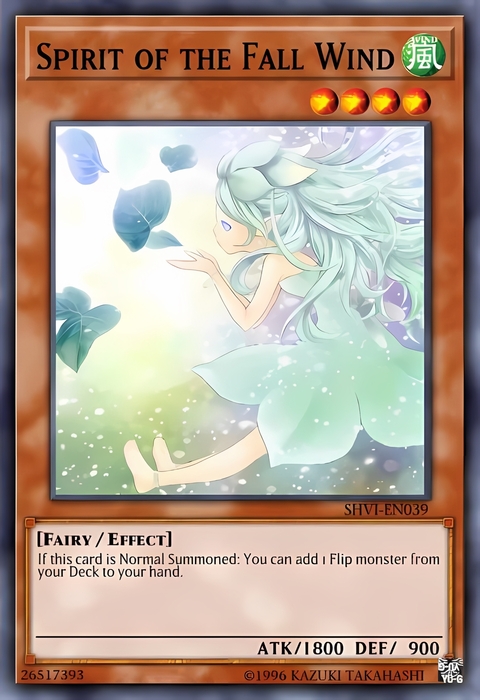 Spirit of the Fall Wind
WIND
風
SHVI-EN039
[Fairy / Effect]
If this card is Normal Summoned: You can add 1 Flip monster from
your Deck to your hand.
ATK/1800 DEF/ 900
26517393
©1996 KAZUKI TAKAHASHI